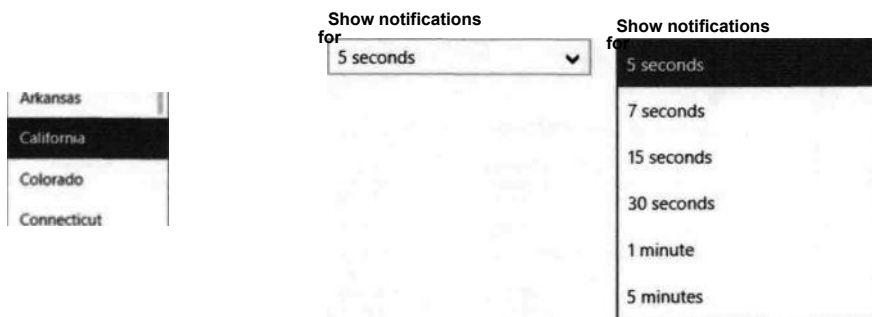 Arkansas
California
Colorado
Connecticut
Show notifications
for
5 seconds
Show notifications
for
5 seconds
7 seconds
15 seconds
30 seconds
1 minute
5 minutes